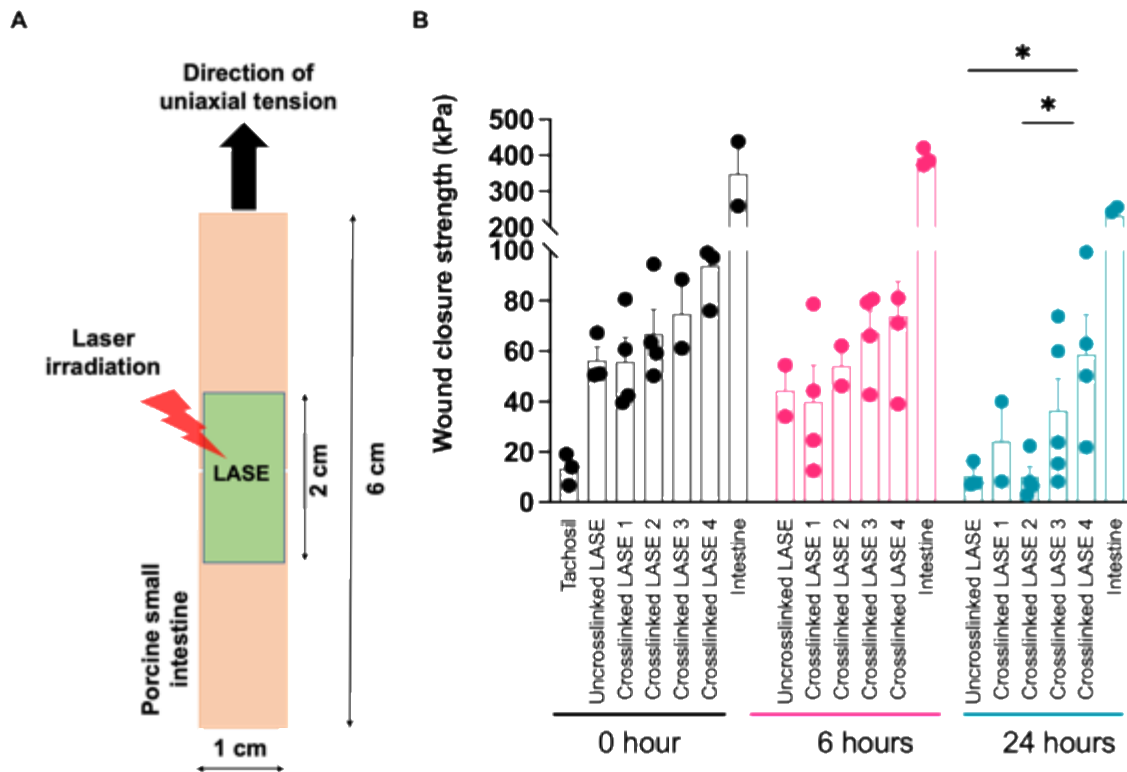 A
Direction of
uniaxial tension
Laser
irradiation
LASE
2 cm
6 cm
Porcine small
intestine
1 cm
B
*
*
Wound closure strength (kPa)
500
400
300
200
100
80
60
40
20
0
Tachosil
Uncrosslinked LASE
Crosslinked LASE 1
Crosslinked LASE 2
Crosslinked LASE 3
Crosslinked LASE 4
Intestine
Uncrosslinked LASE
Crosslinked LASE 1
Crosslinked LASE 2
Crosslinked LASE 3
Crosslinked LASE 4
Intestine
Uncrosslinked LASE
Crosslinked LASE 1
Crosslinked LASE 2
Crosslinked LASE 3
Crosslinked LASE 4
Intestine
0 hour
6 hours
24 hours